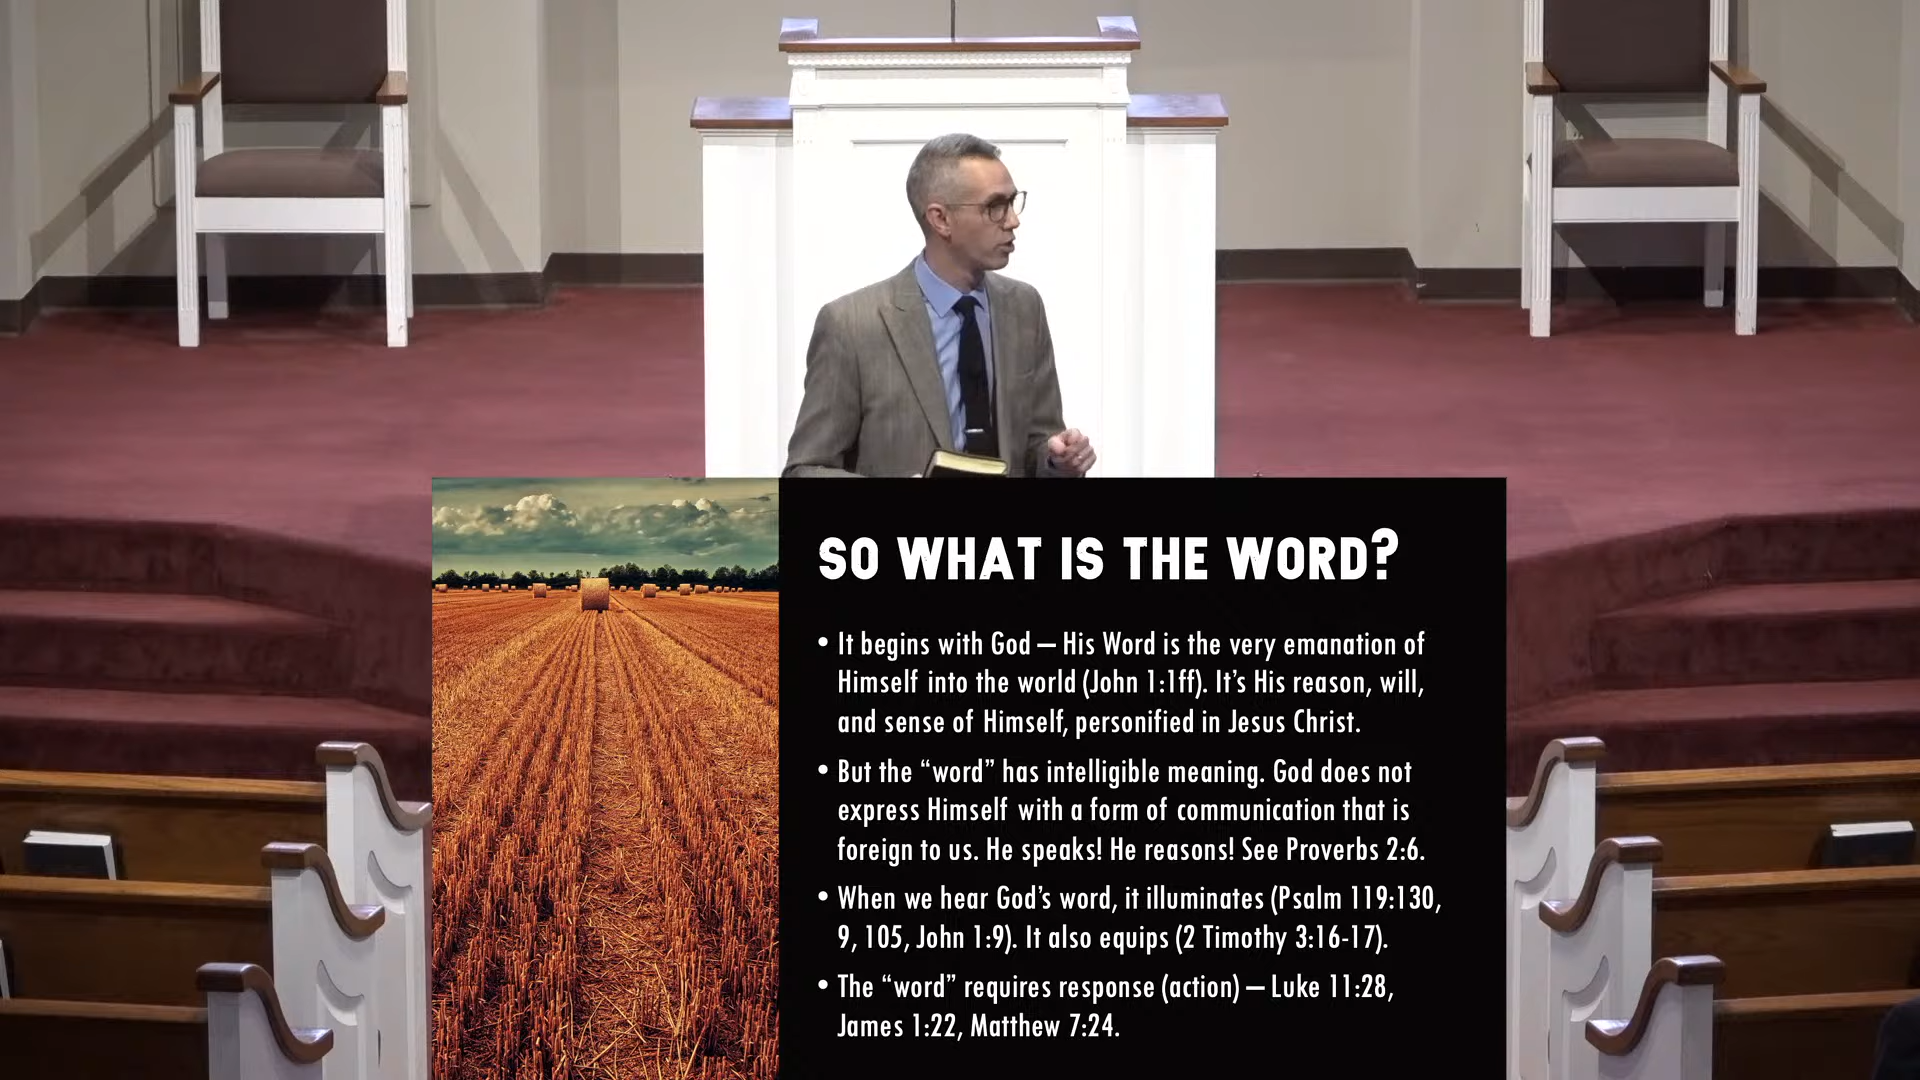 SO WHAT IS THE WORD?
• It begins with God – His Word is the very emanation of
Himself into the world (John 1:1ff). It’s His reason, will,
and sense of Himself, personified in Jesus Christ.
• But the “word” has intelligible meaning. God does not
express Himself with a form of communication that is
foreign to us. He speaks! He reasons! See Proverbs 2:6.
• When we hear God’s word, it illuminates (Psalm 119:130,
9, 105, John 1:9). It also equips (2 Timothy 3:16-17).
• The “word” requires response (action) – Luke 11:28,
James 1:22, Matthew 7:24.